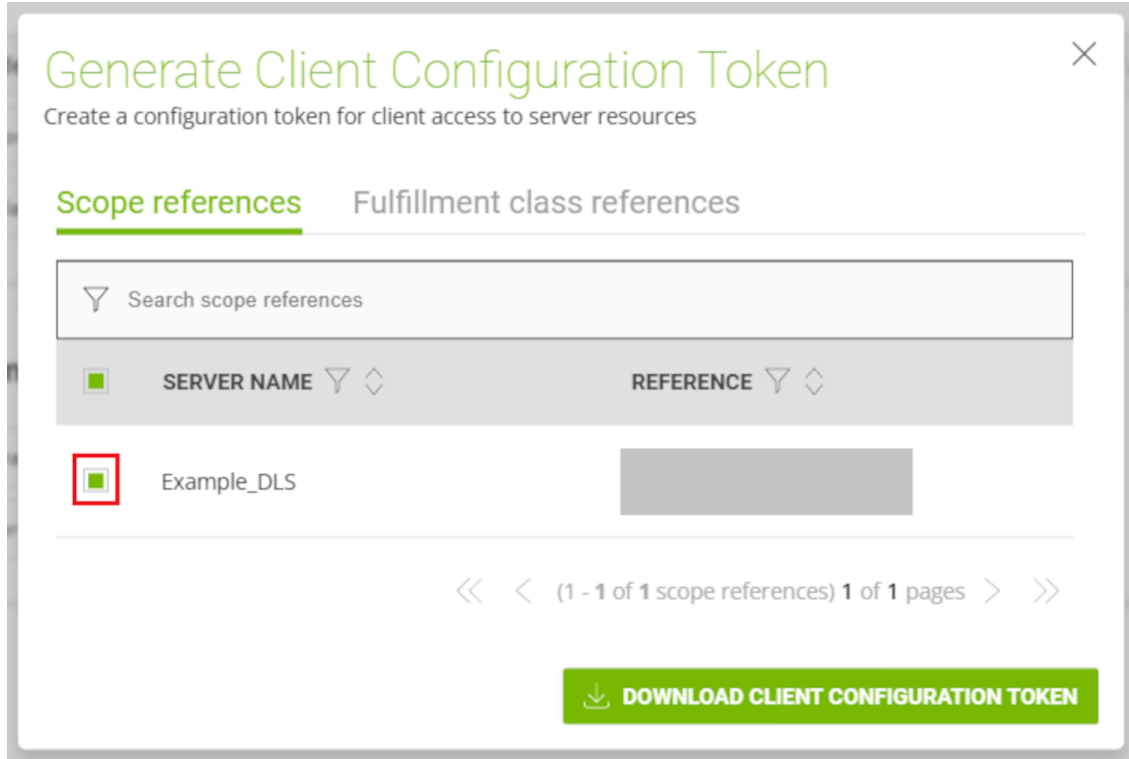 Generate Client Configuration Token
Create a configuration token for client access to server resources
Scope references Fulfillment class references
Search scope references
SERVER NAME REFERENCE
Example_DLS
(1 - 1 of 1 scope references) 1 of 1 pages
DOWNLOAD CLIENT CONFIGURATION TOKEN